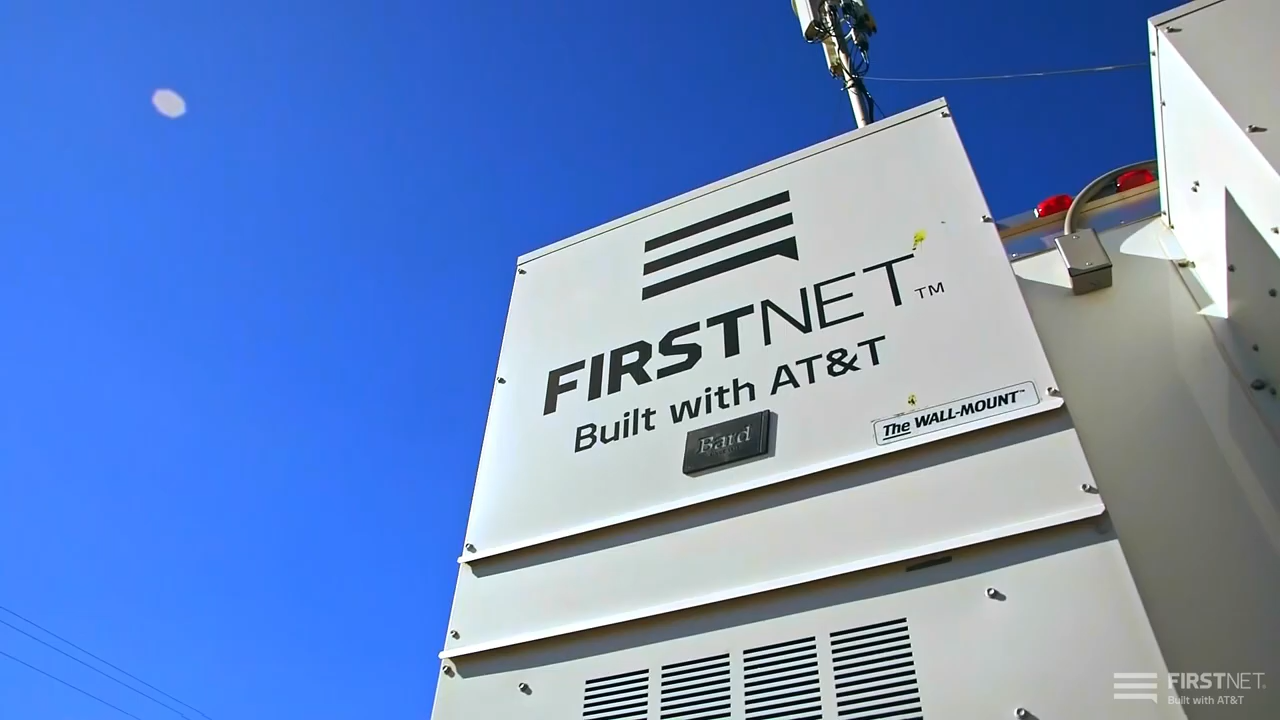 FIRSTNET™
Built with AT&T
Bard
The WALL-MOUNT™
FIRSTNET®
Built with AT&T